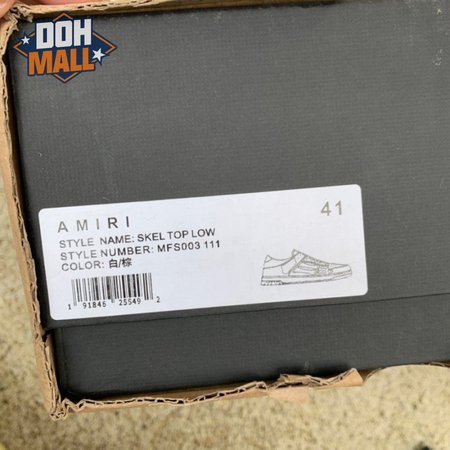 DOH
MALL
AMIRI
41
STYLE NAME: SKEL TOP LOW
STYLE NUMBER: MFS003 111
COLOR: 白/棕
1 91846 25549 2